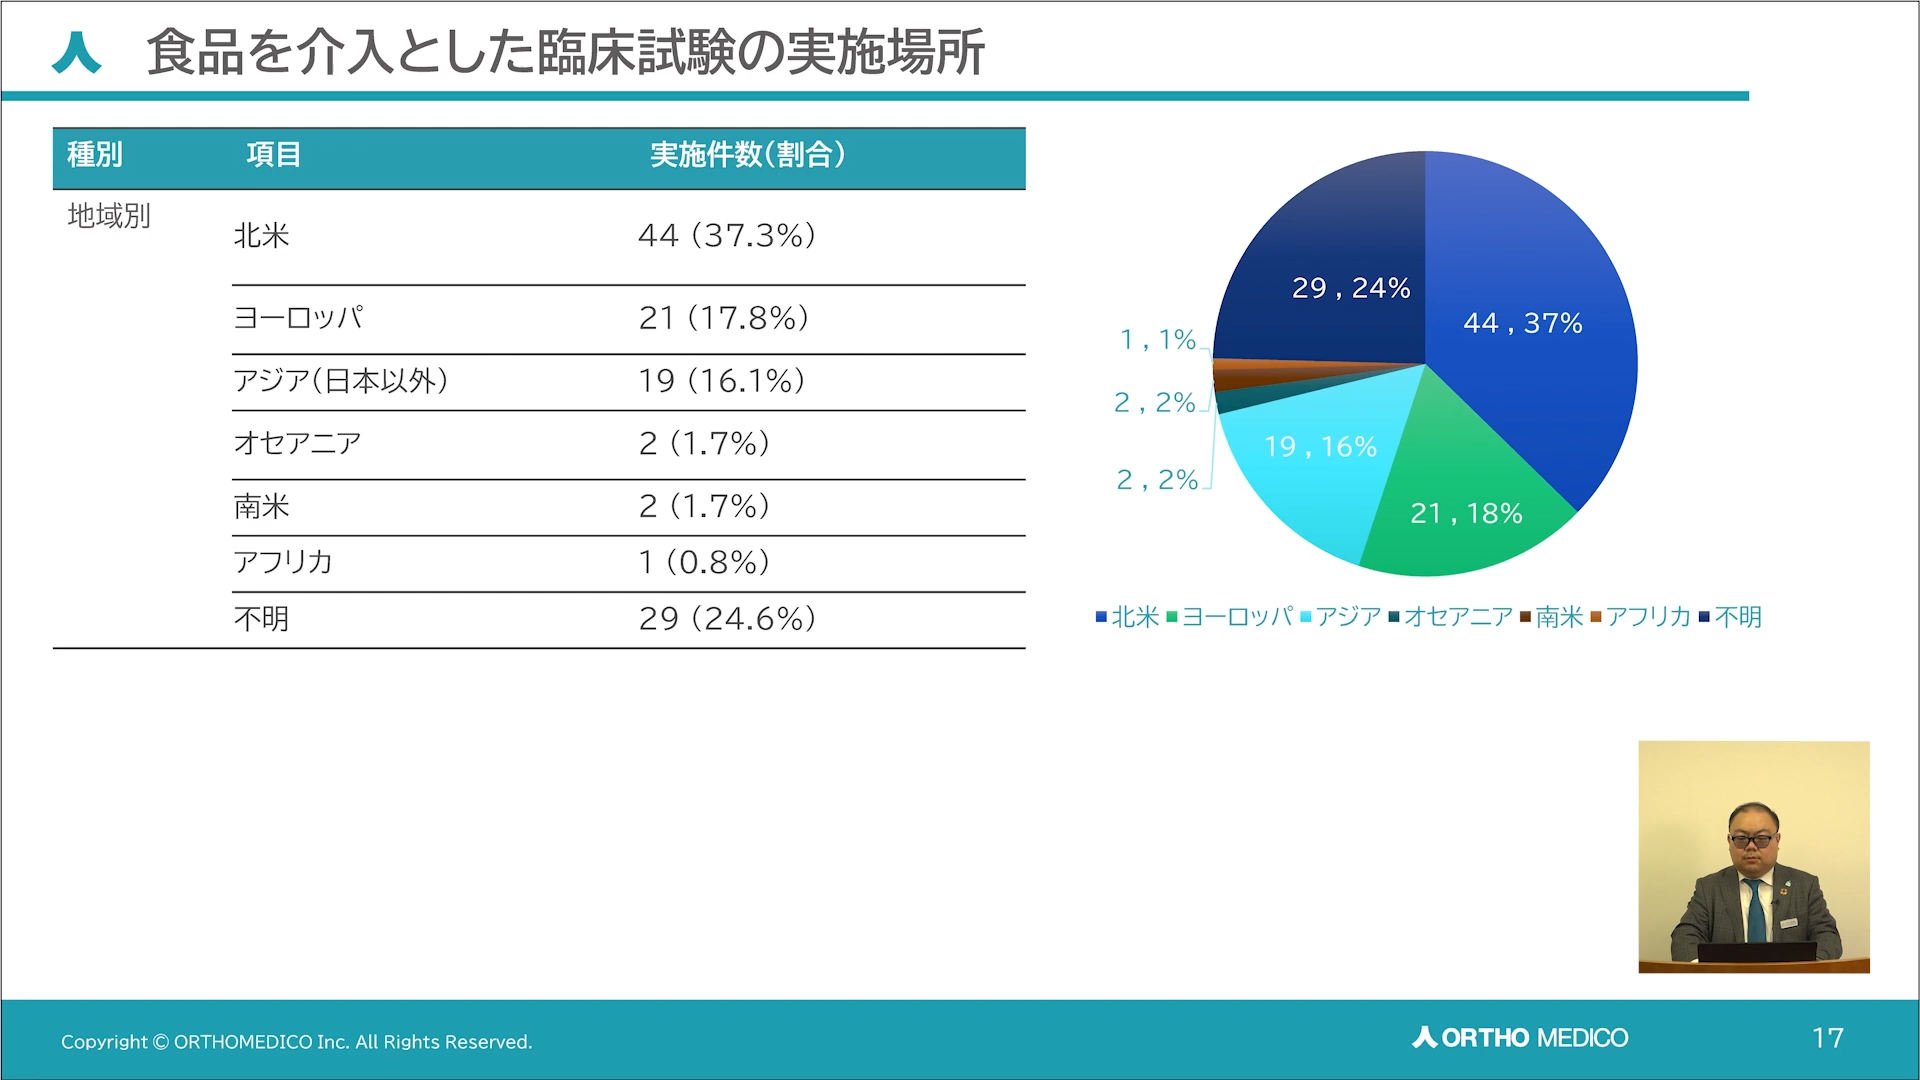 食品を介入とした臨床試験の実施場所
種別 項目 実施件数(割合)
地域別
北米 44 (37.3%)
ヨーロッパ 21 (17.8%)
アジア(日本以外) 19 (16.1%)
オセアニア 2 (1.7%)
南米 2 (1.7%)
アフリカ 1 (0.8%)
不明 29 (24.6%)
29 , 24%
44 , 37%
1 , 1%
2 , 2%
19 , 16%
2 , 2%
21 , 18%
北米 ヨーロッパ アジア オセアニア 南米 アフリカ 不明
Copyright © ORTHOMEDICO Inc. All Rights Reserved.
ORTHO MEDICO
17